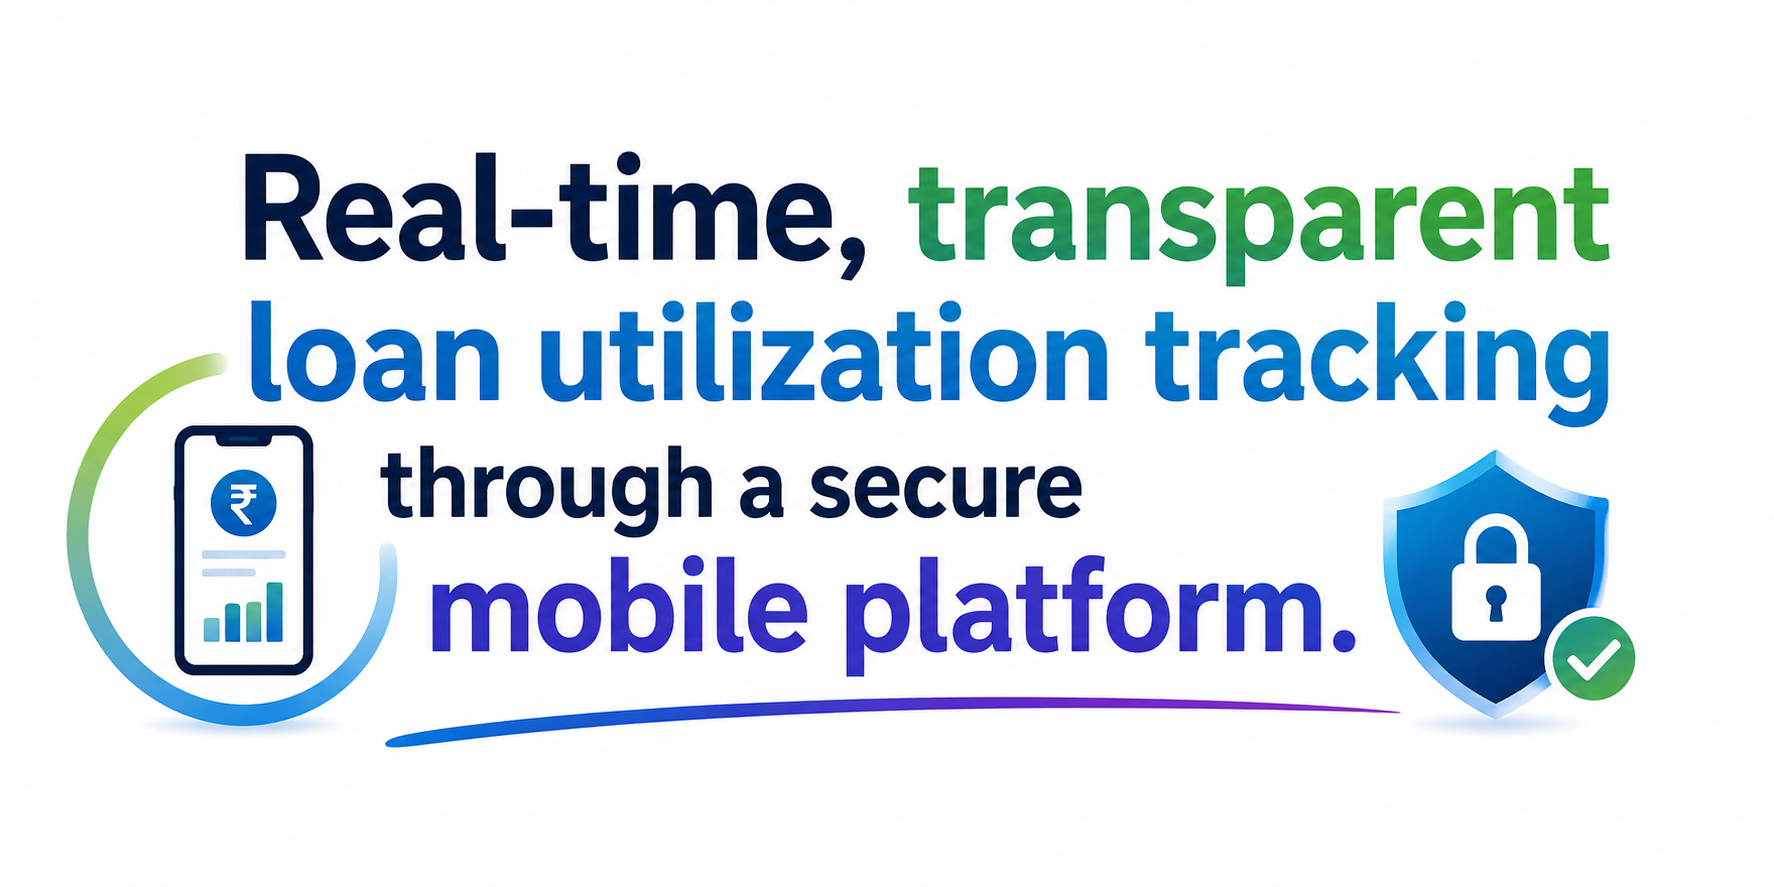 Real-time, transparent
loan utilization tracking
through a secure
mobile platform.
₹